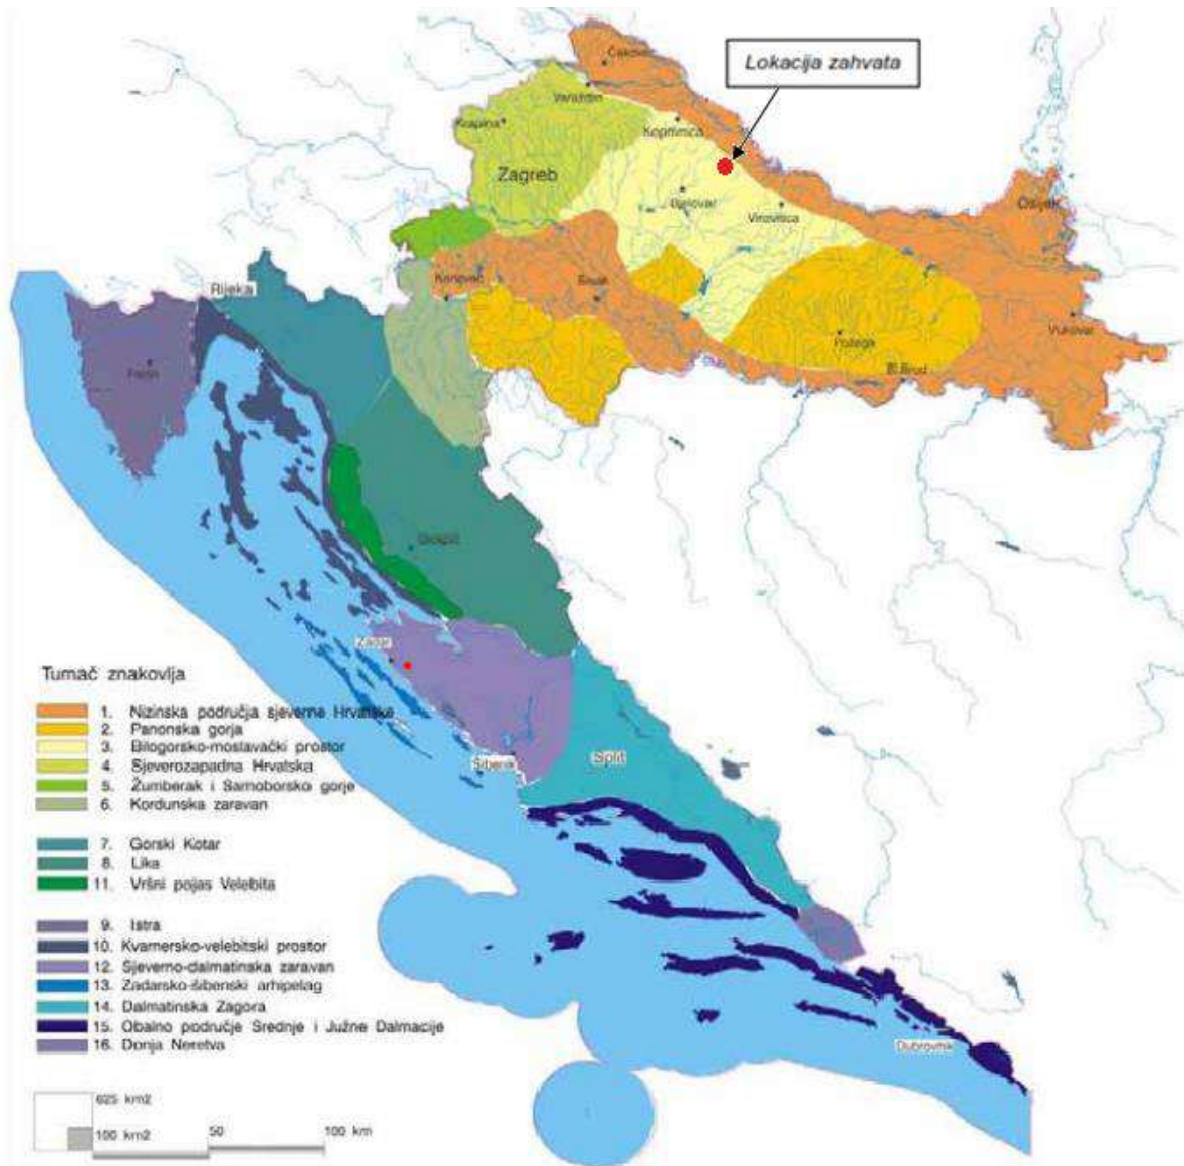 Lokacija zahvata
Čakovec
Varaždin
Krapina
Koprivnica
Zagreb
Bjelovar
Virovitica
Osijek
Karlovac
Sisak
Rijeka
Vukovar
Požega
Pazin
Gospić
Zadar
Šibenik
Split
Dubrovnik
Tumač znakovlja
1. Nizinska područja sjeverne Hrvatske
2. Panonska gorja
3. Bilogorsko-moslavački prostor
4. Sjeverozapadna Hrvatska
5. Žumberak i Samoborsko gorje
6. Kordunska zaravan
7. Gorski Kotar
8. Lika
11. Vršni pojas Velebita
9. Istra
10. Kvarnersko-velebitski prostor
12. Sjeverno-dalmatinska zaravan
13. Zadarsko-šibenski arhipelag
14. Dalmatinska Zagora
15. Obalno područje Srednje i Južne Dalmacije
16. Donja Neretva
625 km2
100 km2
50
100 km